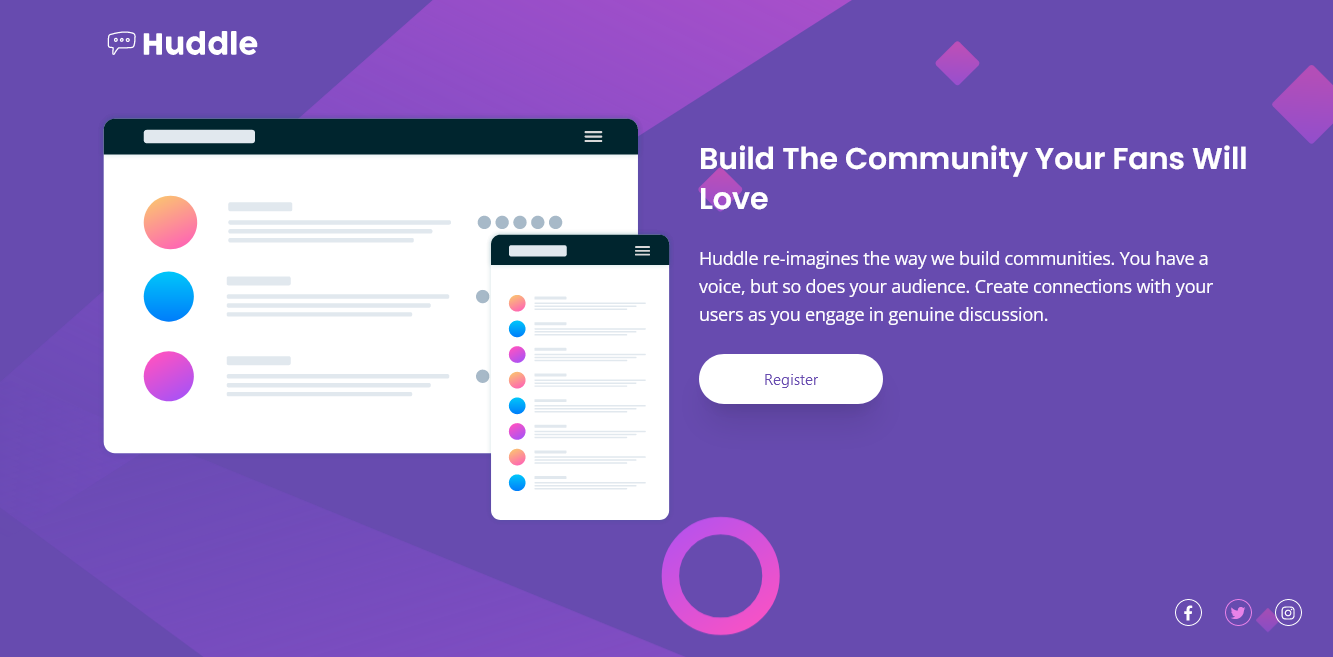 Huddle
Build The Community Your Fans Will
Love
Huddle re-imagines the way we build communities. You have a
voice, but so does your audience. Create connections with your
users as you engage in genuine discussion.
Register